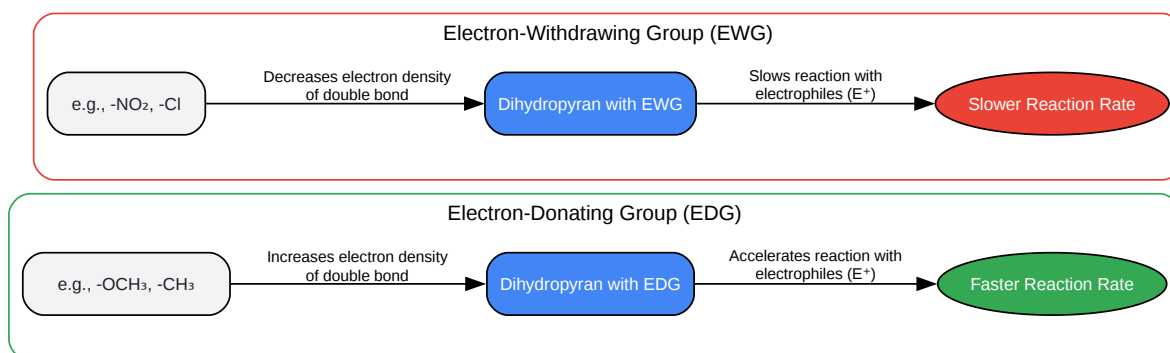 Electron-Withdrawing Group (EWG)
e.g., -NO₂, -Cl
Decreases electron density
of double bond
Dihydropyran with EWG
Slows reaction with
electrophiles (E⁺)
Slower Reaction Rate
Electron-Donating Group (EDG)
e.g., -OCH₃, -CH₃
Increases electron density
of double bond
Dihydropyran with EDG
Accelerates reaction with
electrophiles (E⁺)
Faster Reaction Rate